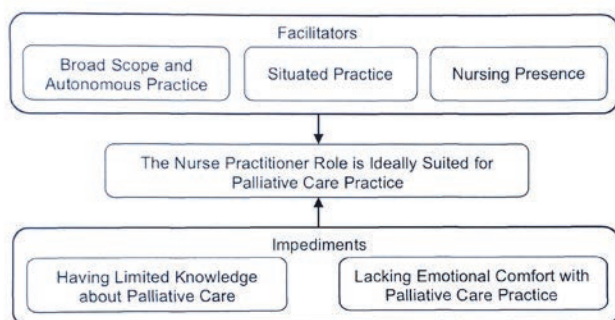 Facilitators
Broad Scope and
Autonomous Practice
Situated Practice
Nursing Presence
The Nurse Practitioner Role is Ideally Suited for
Palliative Care Practice
Impediments
Having Limited Knowledge
about Palliative Care
Lacking Emotional Comfort with
Palliative Care Practice